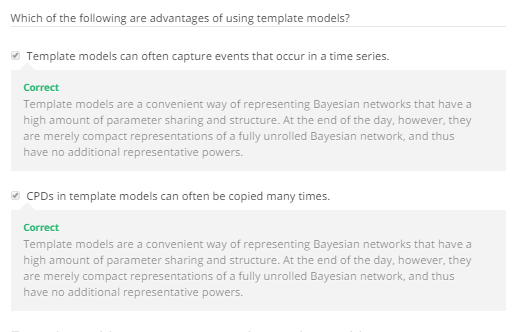 Which of the following are advantages of using template models?
Template models can often capture events that occur in a time series.
Correct
Template models are a convenient way of representing Bayesian networks that have a
high amount of parameter sharing and structure. At the end of the day, however, they
are merely compact representations of a fully unrolled Bayesian network, and thus
have no additional representative powers.
CPDs in template models can often be copied many times.
Correct
Template models are a convenient way of representing Bayesian networks that have a
high amount of parameter sharing and structure. At the end of the day, however, they
are merely compact representations of a fully unrolled Bayesian network, and thus
have no additional representative powers.